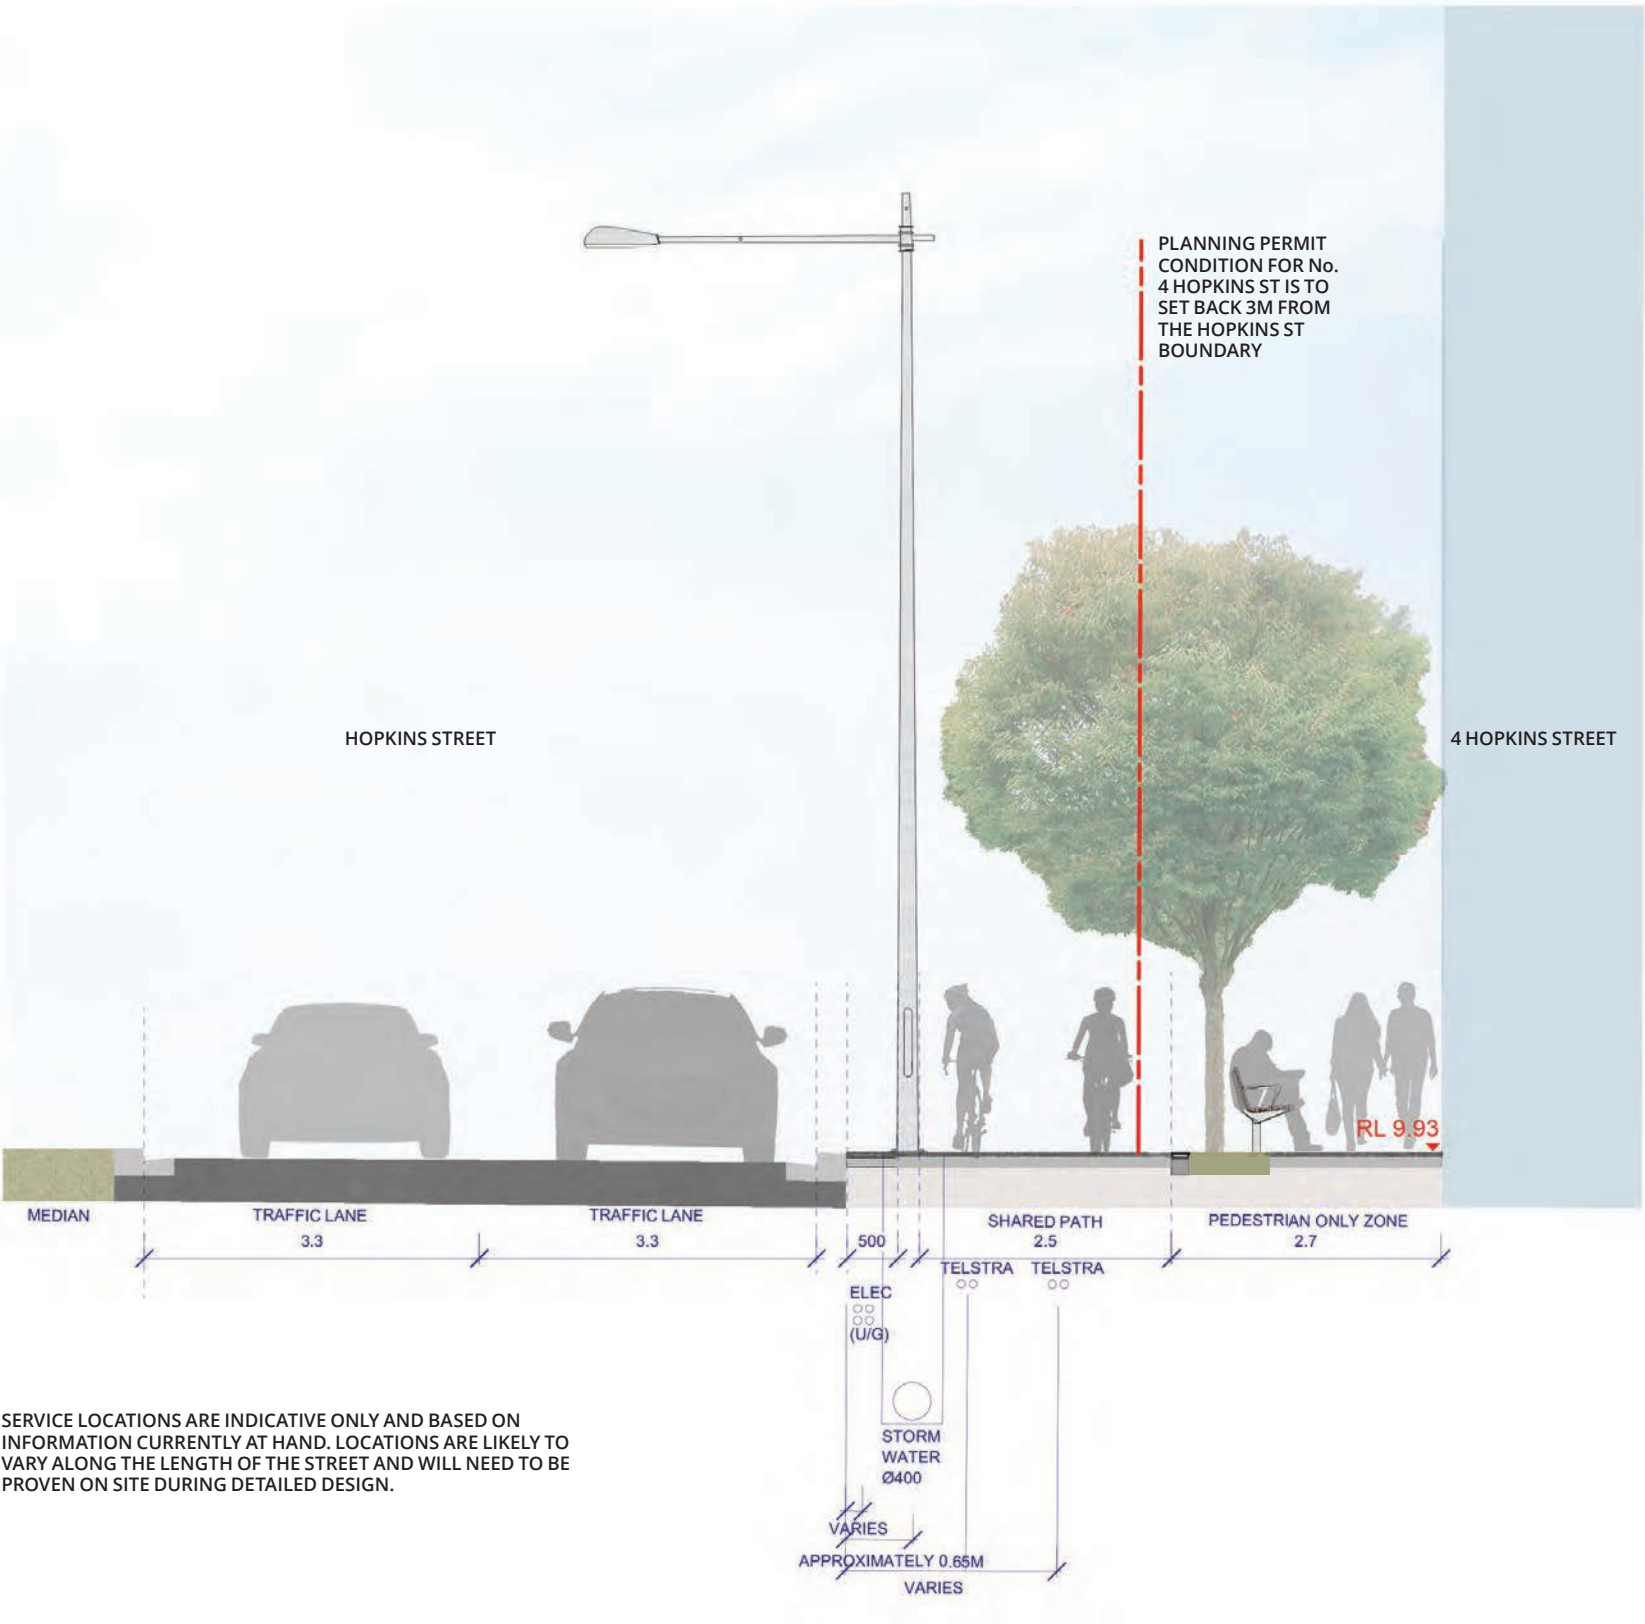 PLANNING PERMIT
CONDITION FOR No.
4 HOPKINS ST IS TO
SET BACK 3M FROM
THE HOPKINS ST
BOUNDARY
HOPKINS STREET
4 HOPKINS STREET
RL 9.93
MEDIAN
TRAFFIC LANE
3.3
TRAFFIC LANE
3.3
500
SHARED PATH
2.5
PEDESTRIAN ONLY ZONE
2.7
TELSTRA
TELSTRA
ELEC
(U/G)
STORM
WATER
Ø400
VARIES
APPROXIMATELY 0.65M
VARIES
SERVICE LOCATIONS ARE INDICATIVE ONLY AND BASED ON
INFORMATION CURRENTLY AT HAND. LOCATIONS ARE LIKELY TO
VARY ALONG THE LENGTH OF THE STREET AND WILL NEED TO BE
PROVEN ON SITE DURING DETAILED DESIGN.